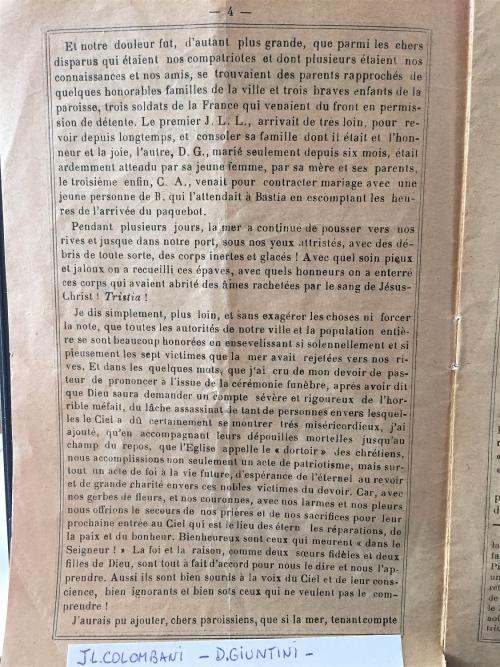 — 4 —
Et notre douleur fut, d'autant plus grande, que parmi les chers
disparus qui étaient nos compatriotes et dont plusieurs étaient nos
connaissances et nos amis, se trouvaient des parents rapprochés de
quelques honorables familles de la ville et trois braves enfants de la
paroisse, trois soldats de la France qui venaient du front en permis-
sion de détente. Le premier J. L. L., arrivait de très loin, pour re-
voir depuis longtemps, et consoler sa famille dont il était et l'hon-
neur et la joie, l'autre, D. G., marié seulement depuis six mois, était
ardemment attendu par sa jeune femme, par sa mère et ses parents,
le troisième enfin, C. A., venait pour contracter mariage avec une
jeune personne de B. qui l'attendait à Bastia en escomptant les heu-
res de l'arrivée du paquebot.
Pendant plusieurs jours, la mer a continué de pousser vers nos
rives et jusque dans notre port, sous nos yeux attristés, avec des dé-
bris de toute sorte, des corps inertes et glacés ! Avec quel soin pieux
et jaloux on a recueilli ces épaves, avec quels honneurs on a enterré
ces corps qui avaient abrité des âmes rachetées par le sang de Jésus-
Christ ! Tristia !
Je dis simplement, plus loin, et sans exagérer les choses ni forcer
la note, que toutes les autorités de notre ville et la population entiè-
re se sont beaucoup honorées en ensevelissant si solennellement et si
pieusement les sept victimes que la mer avait rejetées vers nos ri-
ves. Et dans les quelques mots, que j'ai cru de mon devoir de pas-
teur de prononcer à l'issue de la cérémonie funèbre, après avoir dit
que Dieu saura demander un compte sévère et rigoureux de l'hor-
rible méfait, du lâche assassinat de tant de personnes envers lesquel-
les le Ciel a dû certainement se montrer très miséricordieux, j'ai
ajouté, qu'en accompagnant leurs dépouilles mortelles jusqu'au
champ du repos, que l'Eglise appelle le « dortoir » des chrétiens,
nous accomplissions non seulement un acte de patriotisme, mais sur-
tout un acte de foi à la vie future, d'espérance de l'éternel au revoir
et de grande charité envers ces nobles victimes du devoir. Car, avec
nos gerbes de fleurs, et nos couronnes, avec nos larmes et nos pleurs
nous offrions le secours de nos prières et de nos sacrifices pour leur
prochaine entrée au Ciel qui est le lieu des étern les réparations, de
la paix et du bonheur. Bienheureux sont ceux qui meurent « dans le
Seigneur ! » La foi et la raison, comme deux sœurs fidèles et deux
filles de Dieu, sont tout à fait d'accord pour nous le dire et nous l'ap-
prendre. Aussi ils sont bien sourds à la voix du Ciel et de leur cons-
cience, bien ignorants et bien sots ceux qui ne veulent pas le com-
prendre !
J'aurais pu ajouter, chers paroissiens, que si la mer, tenant compte
JL.COLOMBANI - D.GIUNTINI -